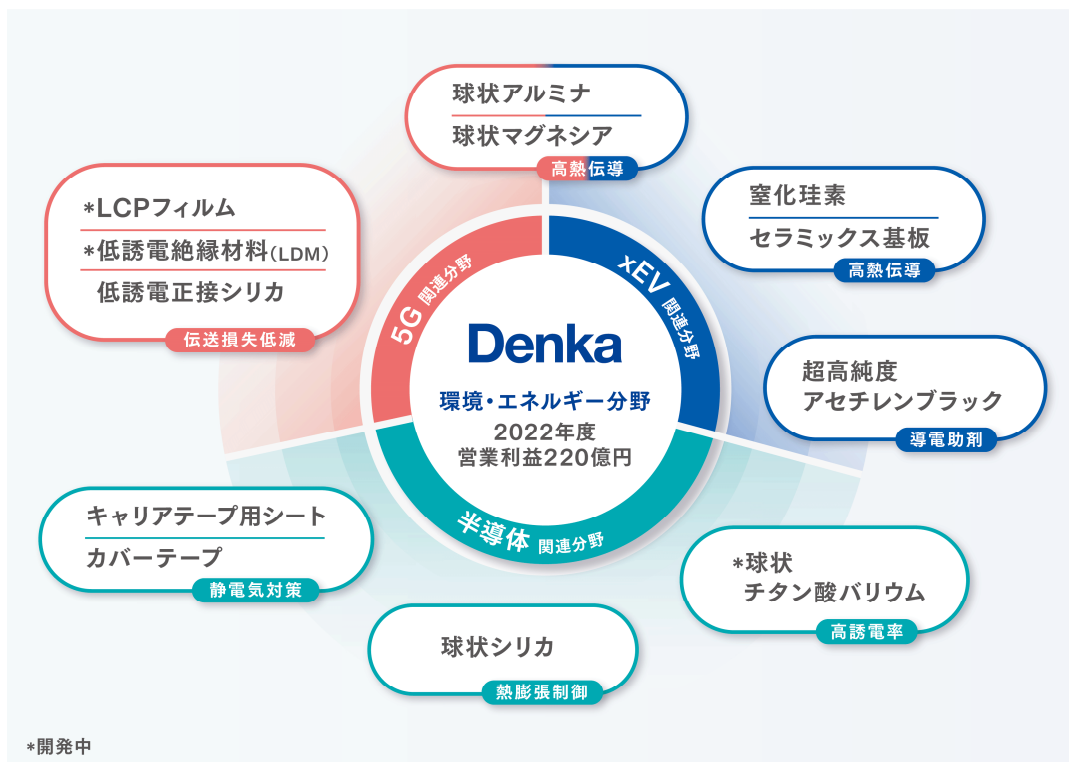 球状アルミナ
球状マグネシア
高熱伝導
*LCPフィルム
*低誘電絶縁材料(LDM)
低誘電正接シリカ
伝送損失低減
窒化珪素
セラミックス基板
高熱伝導
5G 関連分野
xEV 関連分野
Denka
環境・エネルギー分野
2022年度
営業利益220億円
超高純度
アセチレンブラック
導電助剤
半導体 関連分野
キャリアテープ用シート
カバーテープ
静電気対策
*球状
チタン酸バリウム
高誘電率
球状シリカ
熱膨張制御
*開発中